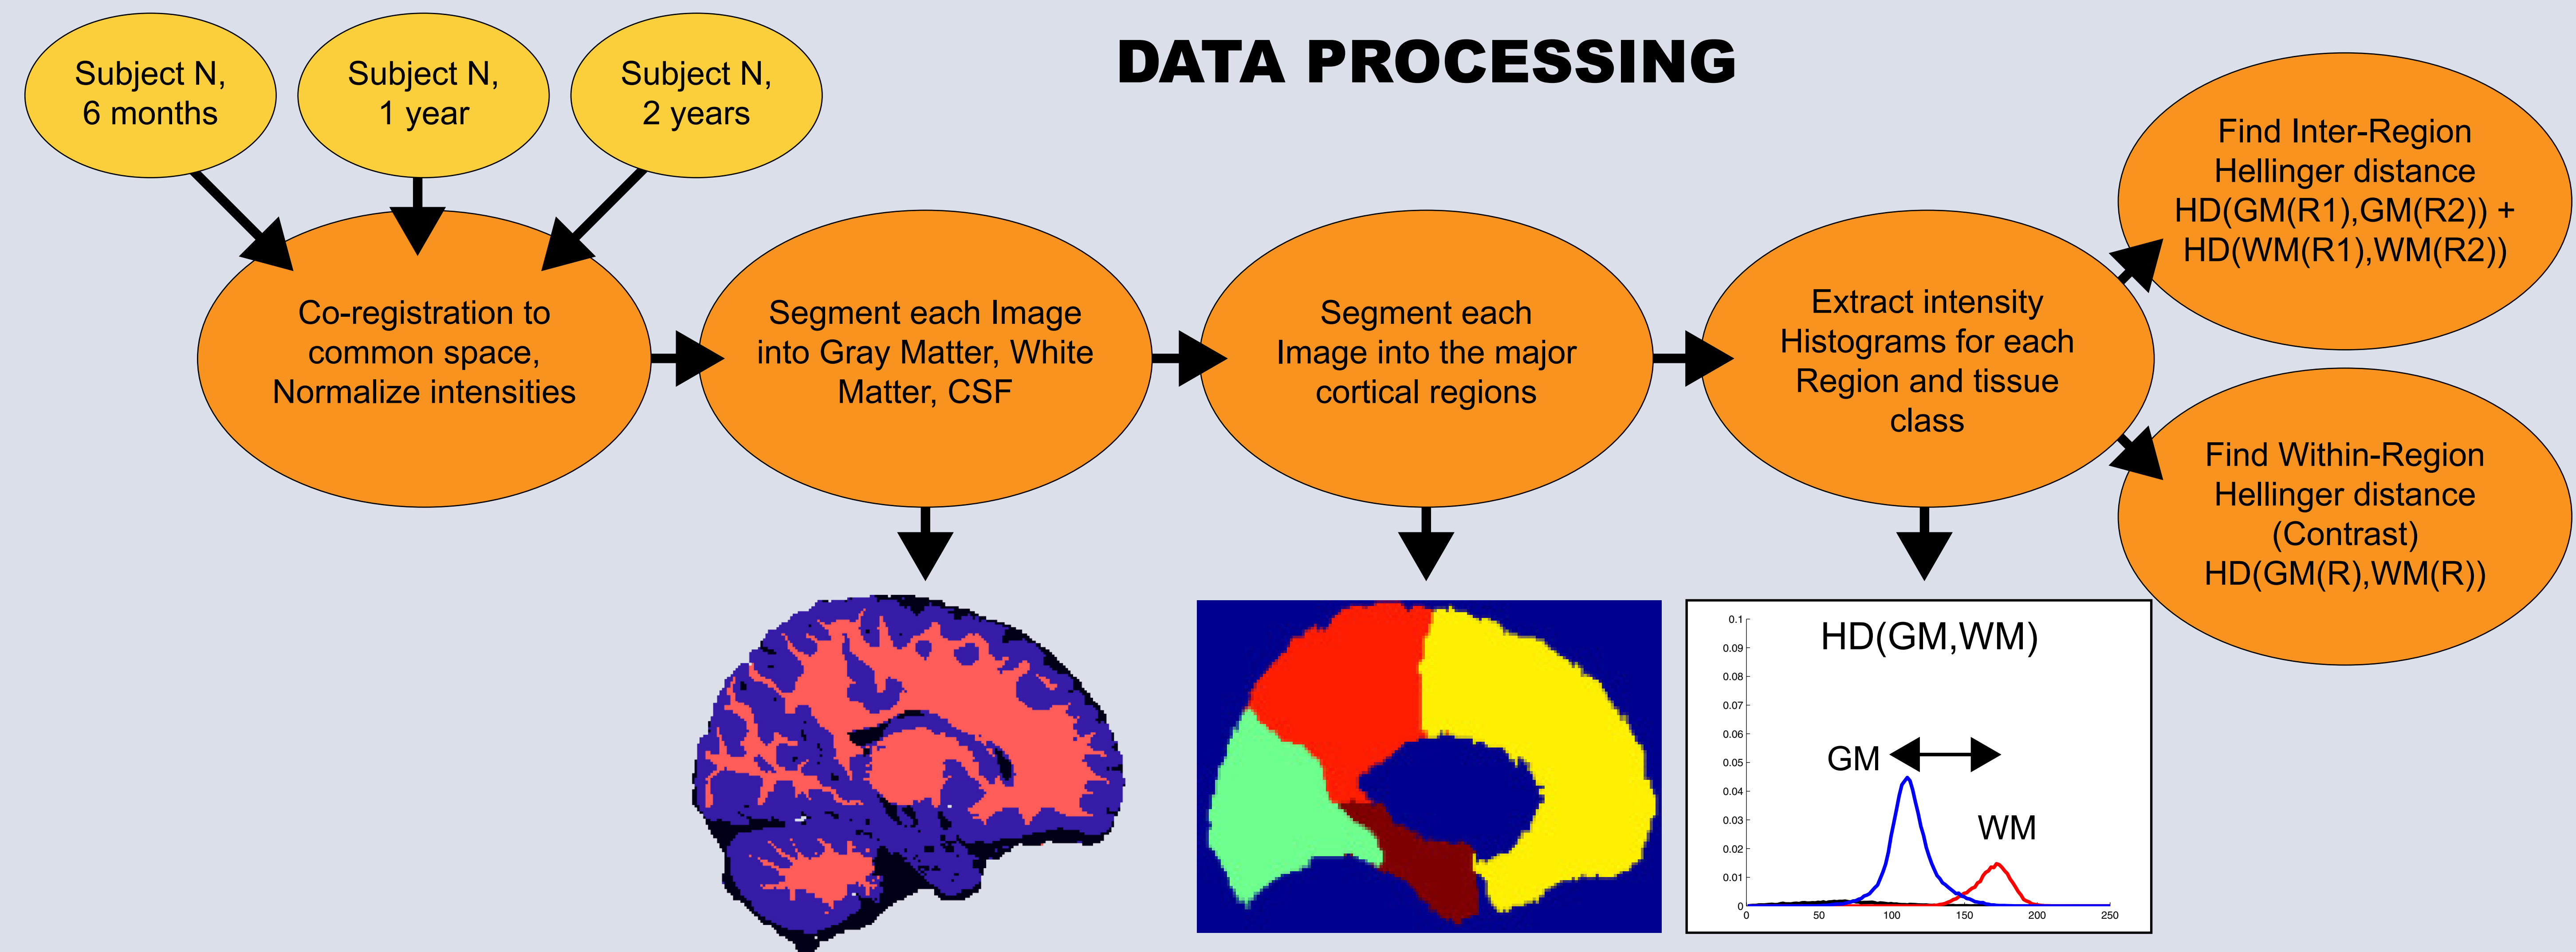 DATA PROCESSING
Subject N,
6 months
Subject N,
1 year
Subject N,
2 years
Co-registration to
common space,
Normalize intensities
Segment each Image
into Gray Matter, White
Matter, CSF
Segment each
Image into the major
cortical regions
Extract intensity
Histograms for each
Region and tissue
class
Find Inter-Region
Hellinger distance
HD(GM(R1),GM(R2)) +
HD(WM(R1),WM(R2))
Find Within-Region
Hellinger distance
(Contrast)
HD(GM(R),WM(R))
HD(GM,WM)
GM
WM
0.1
0.09
0.08
0.07
0.06
0.05
0.04
0.03
0.02
0.01
0
0 50 100 150 200 250